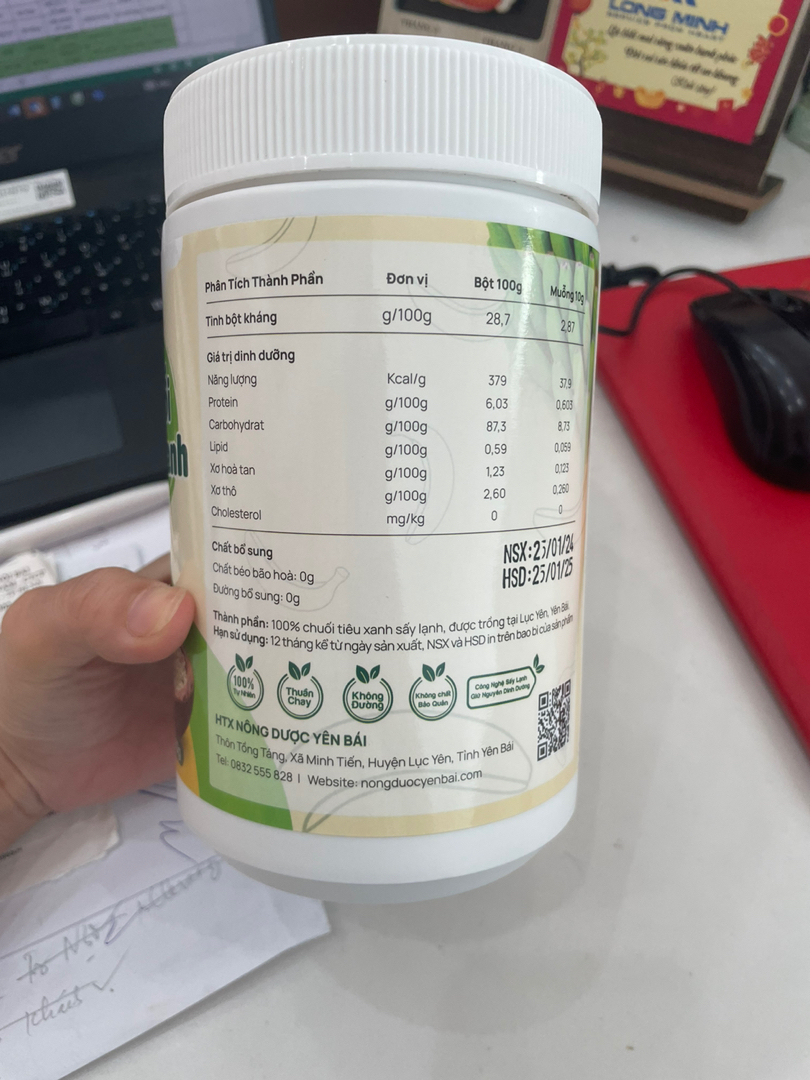 LONG MINH
Phân Tích Thành Phần Đơn vị Bột 100g Muỗng 10g
Tinh bột kháng g/100g 28,7 2,87
Giá trị dinh dưỡng
Năng lượng Kcal/g 379 37,9
Protein g/100g 6,03 0,603
Carbohydrat g/100g 87,3 8,73
Lipid g/100g 0,59 0,059
Xơ hoà tan g/100g 1,23 0,123
Xơ thô g/100g 2,60 0,260
Cholesterol mg/kg 0 0
Chất bổ sung
Chất béo bão hoà: 0g
Đường bổ sung: 0g
NSX:25/01/24
HSD:25/01/25
Thành phần: 100% chuối tiêu xanh sấy lạnh, được trồng tại Lục Yên, Yên Bái.
Hạn sử dụng: 12 tháng kể từ ngày sản xuất, NSX và HSD in trên bao bì của sản phẩm
100% Tự Nhiên
Thuần Chay
Không Đường
Không chất Bảo Quản
Công Nghệ Sấy Lạnh
Giữ Nguyên Dinh Dưỡng
HTX NÔNG DƯỢC YÊN BÁI
Thôn Tổng Táng, Xã Minh Tiến, Huyện Lục Yên, Tỉnh Yên Bái
Tel: 0832 555 828 | Website: nongduocyenbai.com